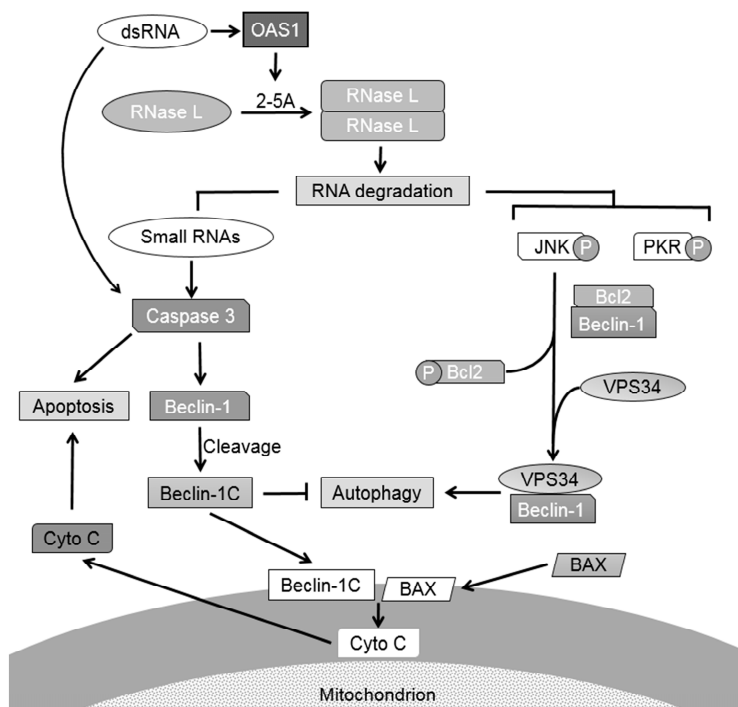 dsRNA
OAS1
2-5A
RNase L
RNase L
RNase L
RNA degradation
Small RNAs
JNK P
PKR P
Bcl2
Beclin-1
Caspase 3
P Bcl2
VPS34
Apoptosis
Beclin-1
Cleavage
Beclin-1C
Autophagy
VPS34
Beclin-1
Cyto C
Beclin-1C
BAX
BAX
Cyto C
Mitochondrion